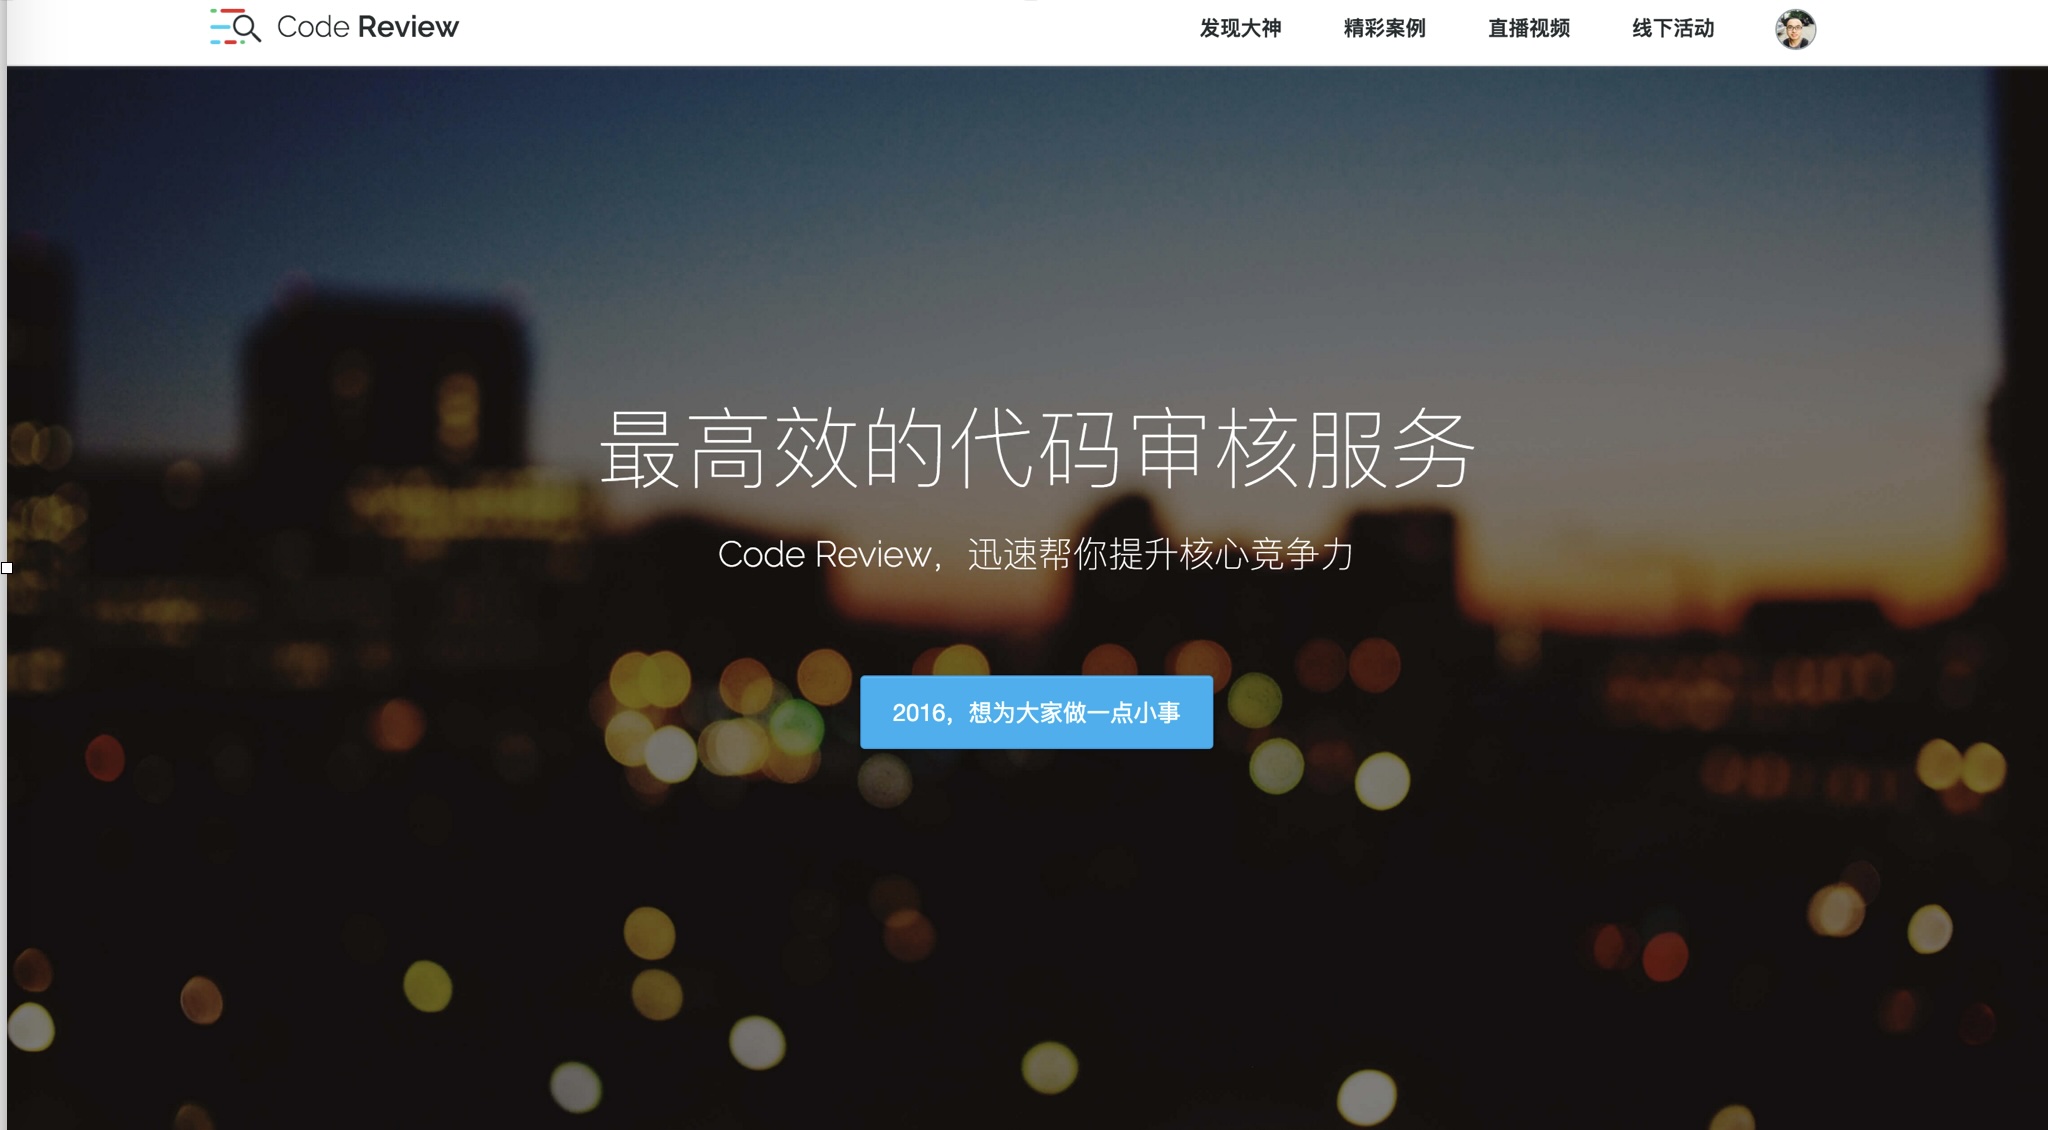 Code Review
发现大神
精彩案例
直播视频
线下活动
最高效的代码审核服务
Code Review，迅速帮你提升核心竞争力
2016，想为大家做一点小事